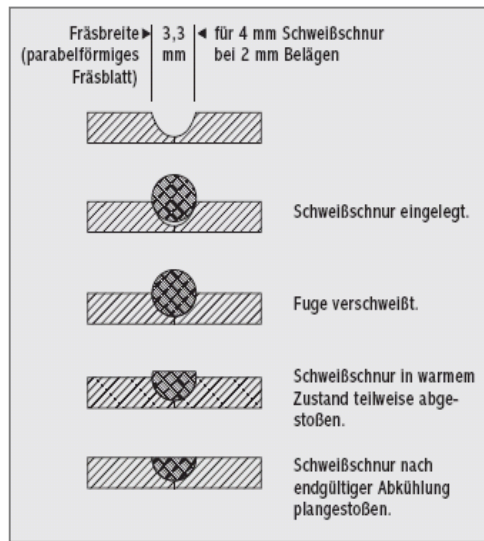 Fräsbreite▶ 3,3 ◀ für 4 mm Schweißschnur
(parabelförmiges mm bei 2 mm Belägen
Fräsblatt)
Schweißschnur eingelegt.
Fuge verschweißt.
Schweißschnur in warmem
Zustand teilweise abge-
stoßen.
Schweißschnur nach
endgültiger Abkühlung
plangestoßen.